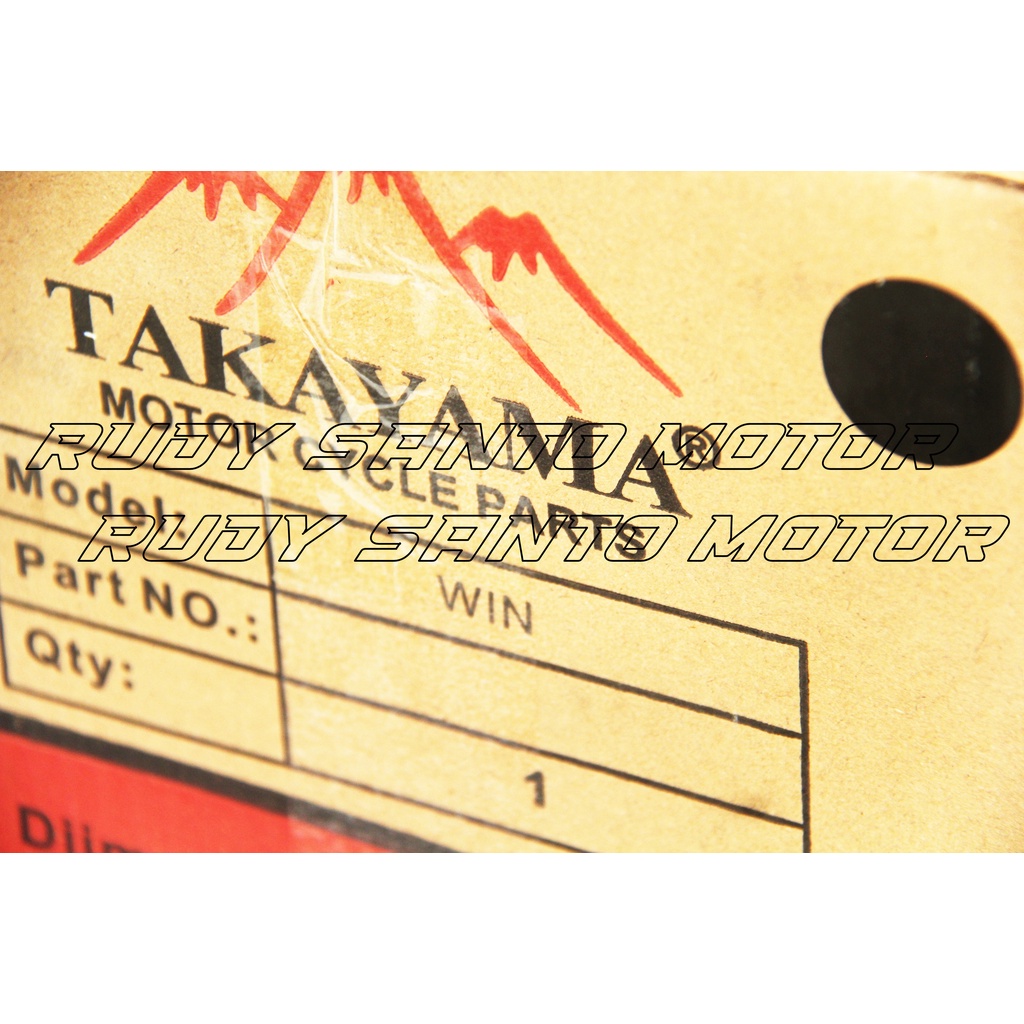 TAKAYAMA®
MOTOR CYCLE PARTS
RUDY SANTO MOTOR
RUDY SANTO MOTOR
Model: WIN
Part NO.:
Qty: 1